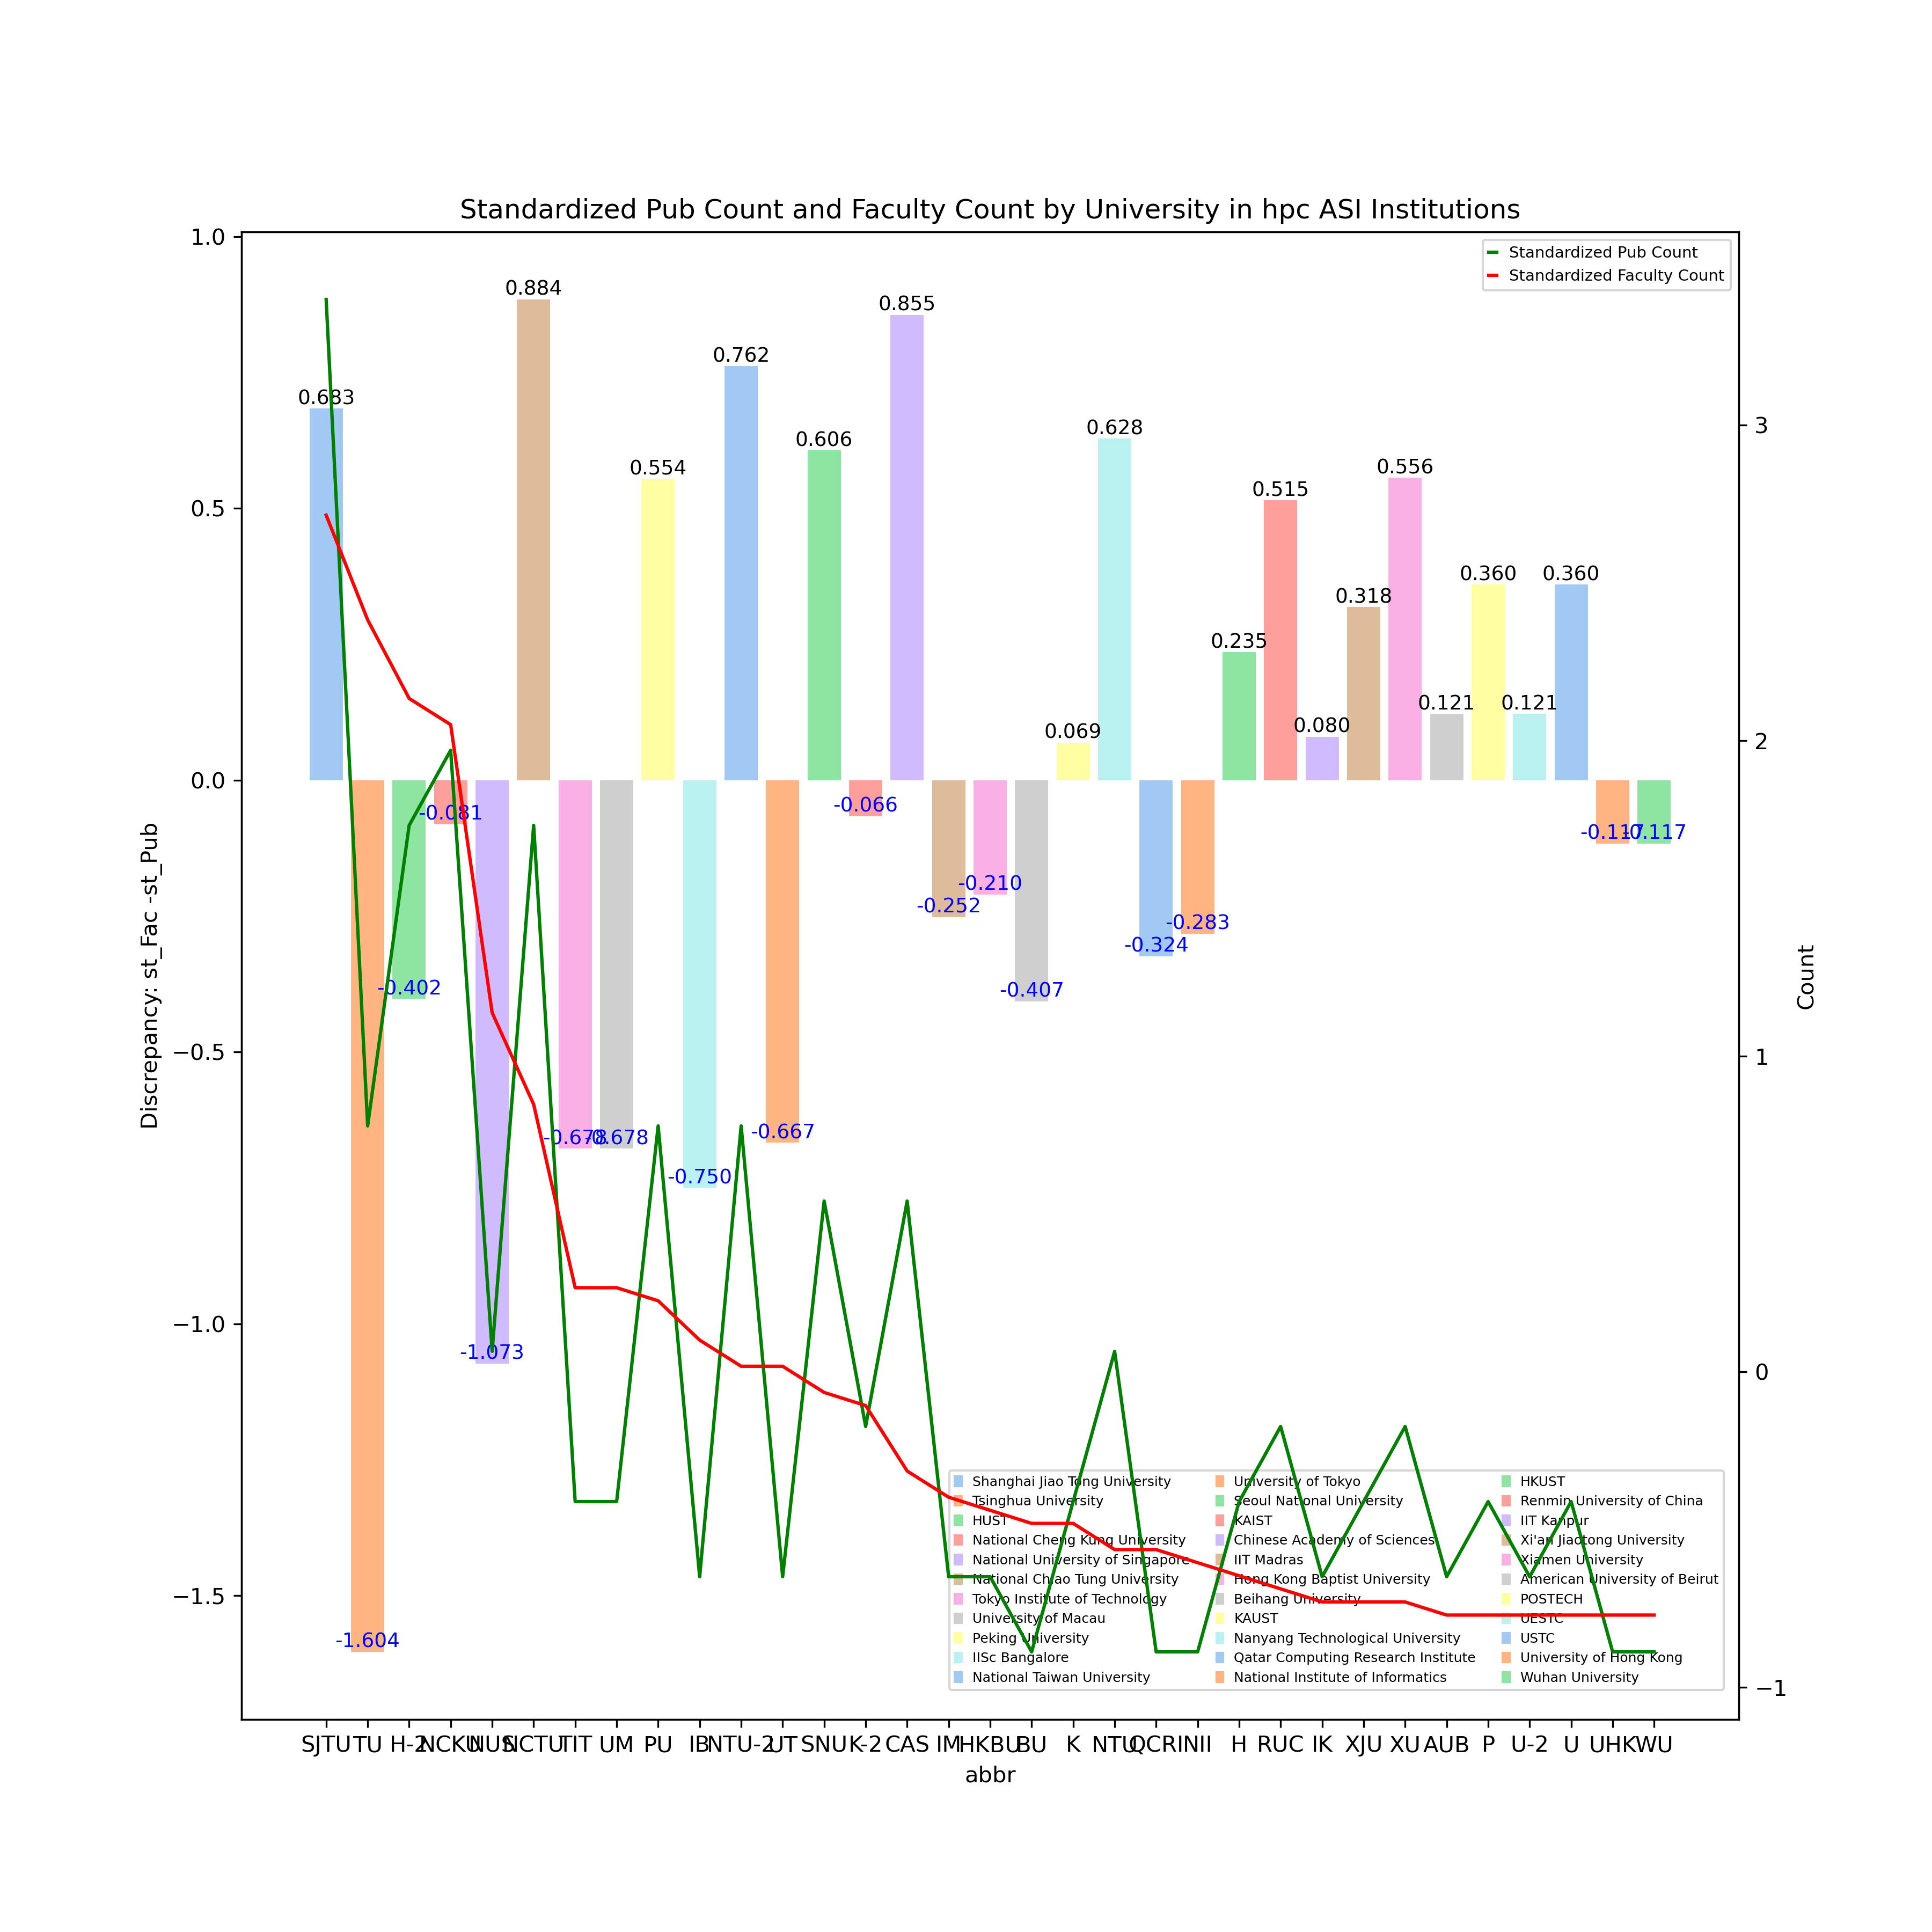 Standardized Pub Count and Faculty Count by University in hpc ASI Institutions
Standardized Pub Count
Standardized Faculty Count
1.0
0.5
0.0
−0.5
−1.0
−1.5
Discrepancy: st_Fac -st_Pub
3
2
1
0
−1
Count
0.683
-1.604
-0.402
-0.081
-1.073
0.884
-0.678
-0.678
0.554
-0.750
0.762
-0.667
0.606
-0.066
0.855
-0.252
-0.210
-0.407
0.069
0.628
-0.324
-0.283
0.235
0.515
0.080
0.318
0.556
0.121
0.360
0.121
0.360
-0.117
-0.117
Shanghai Jiao Tong University
Tsinghua University
HUST
National Cheng Kung University
National University of Singapore
National Chiao Tung University
Tokyo Institute of Technology
University of Macau
Peking University
IISc Bangalore
National Taiwan University
University of Tokyo
Seoul National University
KAIST
Chinese Academy of Sciences
IIT Madras
Hong Kong Baptist University
Beihang University
KAUST
Nanyang Technological University
Qatar Computing Research Institute
National Institute of Informatics
HKUST
Renmin University of China
IIT Kanpur
Xi'an Jiaotong University
Xiamen University
American University of Beirut
POSTECH
UESTC
USTC
University of Hong Kong
Wuhan University
SJTU TU H-2 NCKU NUS NCTU TIT UM PU IB NTU-2 UT SNU K-2 CAS IM HKBU BU K NTU QCRI NII H RUC IK XJU XU AUB P U-2 U UHK WU
abbr